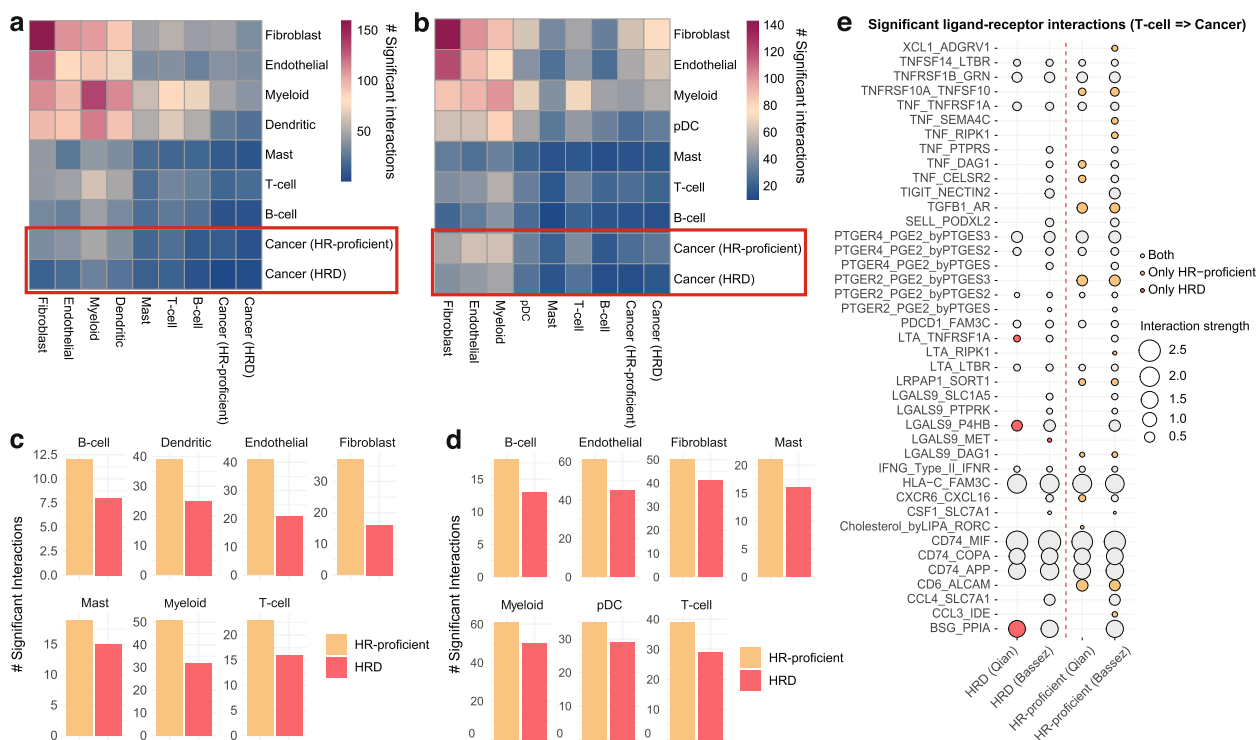 a
Fibroblast
Endothelial
Myeloid
Dendritic
Mast
T-cell
B-cell
Cancer (HR-proficient)
Cancer (HRD)
Fibroblast
Endothelial
Myeloid
Dendritic
Mast
T-cell
B-cell
Cancer (HR-proficient)
Cancer (HRD)
150
100
50
# Significant interactions
b
Fibroblast
Endothelial
Myeloid
pDC
Mast
T-cell
B-cell
Cancer (HR-proficient)
Cancer (HRD)
Fibroblast
Endothelial
Myeloid
pDC
Mast
T-cell
B-cell
Cancer (HR-proficient)
Cancer (HRD)
140
120
100
80
60
40
20
# Significant interactions
c
# Significant Interactions
B-cell
12.5
10.0
7.5
5.0
2.5
0.0
Dendritic
40
30
20
10
0
Endothelial
40
30
20
10
0
Fibroblast
30
20
10
0
Mast
15
10
5
0
Myeloid
50
40
30
20
10
0
T-cell
20
15
10
5
0
HR-proficient
HRD
d
# Significant Interactions
B-cell
15
10
5
0
Endothelial
60
40
20
0
Fibroblast
50
40
30
20
10
0
Mast
20
15
10
5
0
Myeloid
60
40
20
0
pDC
30
20
10
0
T-cell
40
30
20
10
0
HR-proficient
HRD
e
Significant ligand-receptor interactions (T-cell => Cancer)
XCL1_ADGRV1
TNFRSF14_LTBR
TNFRSF1B_GRN
TNFRSF10A_TNFSF10
TNF_TNFRSF1A
TNF_SEMA4C
TNF_RIPK1
TNF_PTPRS
TNF_DAG1
TNF_CELSR2
TIGIT_NECTIN2
TGFB1_AR
SELL_PODXL2
PTGER4_PGE2_byPTGES3
PTGER4_PGE2_byPTGES2
PTGER4_PGE2_byPTGES
PTGER2_PGE2_byPTGES3
PTGER2_PGE2_byPTGES2
PTGER2_PGE2_byPTGES
PDCD1_FAM3C
LTA_TNFRSF1A
LTA_RIPK1
LTA_LTBR
LRPAP1_SORT1
LGALS9_SLC1A5
LGALS9_PTPRK
LGALS9_P4HB
LGALS9_MET
LGALS9_DAG1
IFNG_Type_II_IFNR
HLA−C_FAM3C
CXCR6_CXCL16
CSF1_SLC7A1
Cholesterol_byLIPA_RORC
CD74_MIF
CD74_COPA
CD74_APP
CD6_ALCAM
CCL4_SLC7A1
CCL3_IDE
BSG_PPIA
HRD (Qian)
HRD (Bassez)
HR-proficient (Qian)
HR-proficient (Bassez)
Both
Only HR−proficient
Only HRD
Interaction strength
2.5
2.0
1.5
1.0
0.5